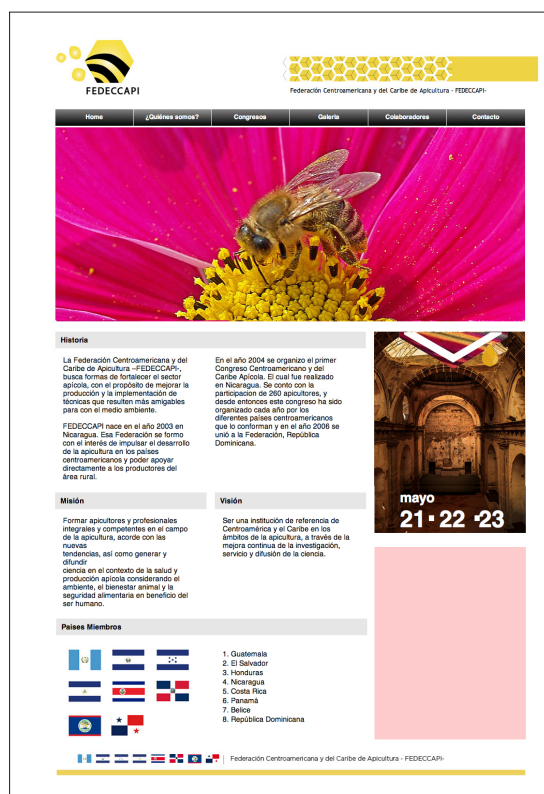 FEDECCAPI
Federación Centroamericana y del Caribe de Apicultura - FEDECCAPI-
Home
¿Quiénes somos?
Congresos
Galería
Colaboradores
Contacto
Historia
La Federación Centroamericana y del
Caribe de Apicultura –FEDECCAPI-,
busca formas de fortalecer el sector
apícola, con el propósito de mejorar la
producción y la implementación de
técnicas que resulten más amigables
para con el medio ambiente.
FEDECCAPI nace en el año 2003 en
Nicaragua. Esa Federación se formo
con el interés de impulsar el desarrollo
de la apicultura en los países
centroamericanos y poder apoyar
directamente a los productores del
área rural.
En el año 2004 se organizo el primer
Congreso Centroamericano y del
Caribe Apícola. El cual fue realizado
en Nicaragua. Se conto con la
participacion de 260 apicultores, y
desde entonces este congreso ha sido
organizado cada año por los
diferentes países centroamericanos
que lo conforman y en el año 2006 se
unió a la Federación, República
Dominicana.
mayo
21 · 22 · 23
Misión
Formar apicultores y profesionales
integrales y competentes en el campo
de la apicultura, acorde con las
nuevas
tendencias, así como generar y
difundir
ciencia en el contexto de la salud y
producción apícola considerando el
ambiente, el bienestar animal y la
seguridad alimentaria en beneficio del
ser humano.
Visión
Ser una institución de referencia de
Centroamérica y el Caribe en los
ámbitos de la apicultura, a través de la
mejora continua de la investigación,
servicio y difusión de la ciencia.
Paises Miembros
1. Guatemala
2. El Salvador
3. Honduras
4. Nicaragua
5. Costa Rica
6. Panamá
7. Belice
8. República Dominicana
Federación Centroamericana y del Caribe de Apicultura - FEDECCAPI-